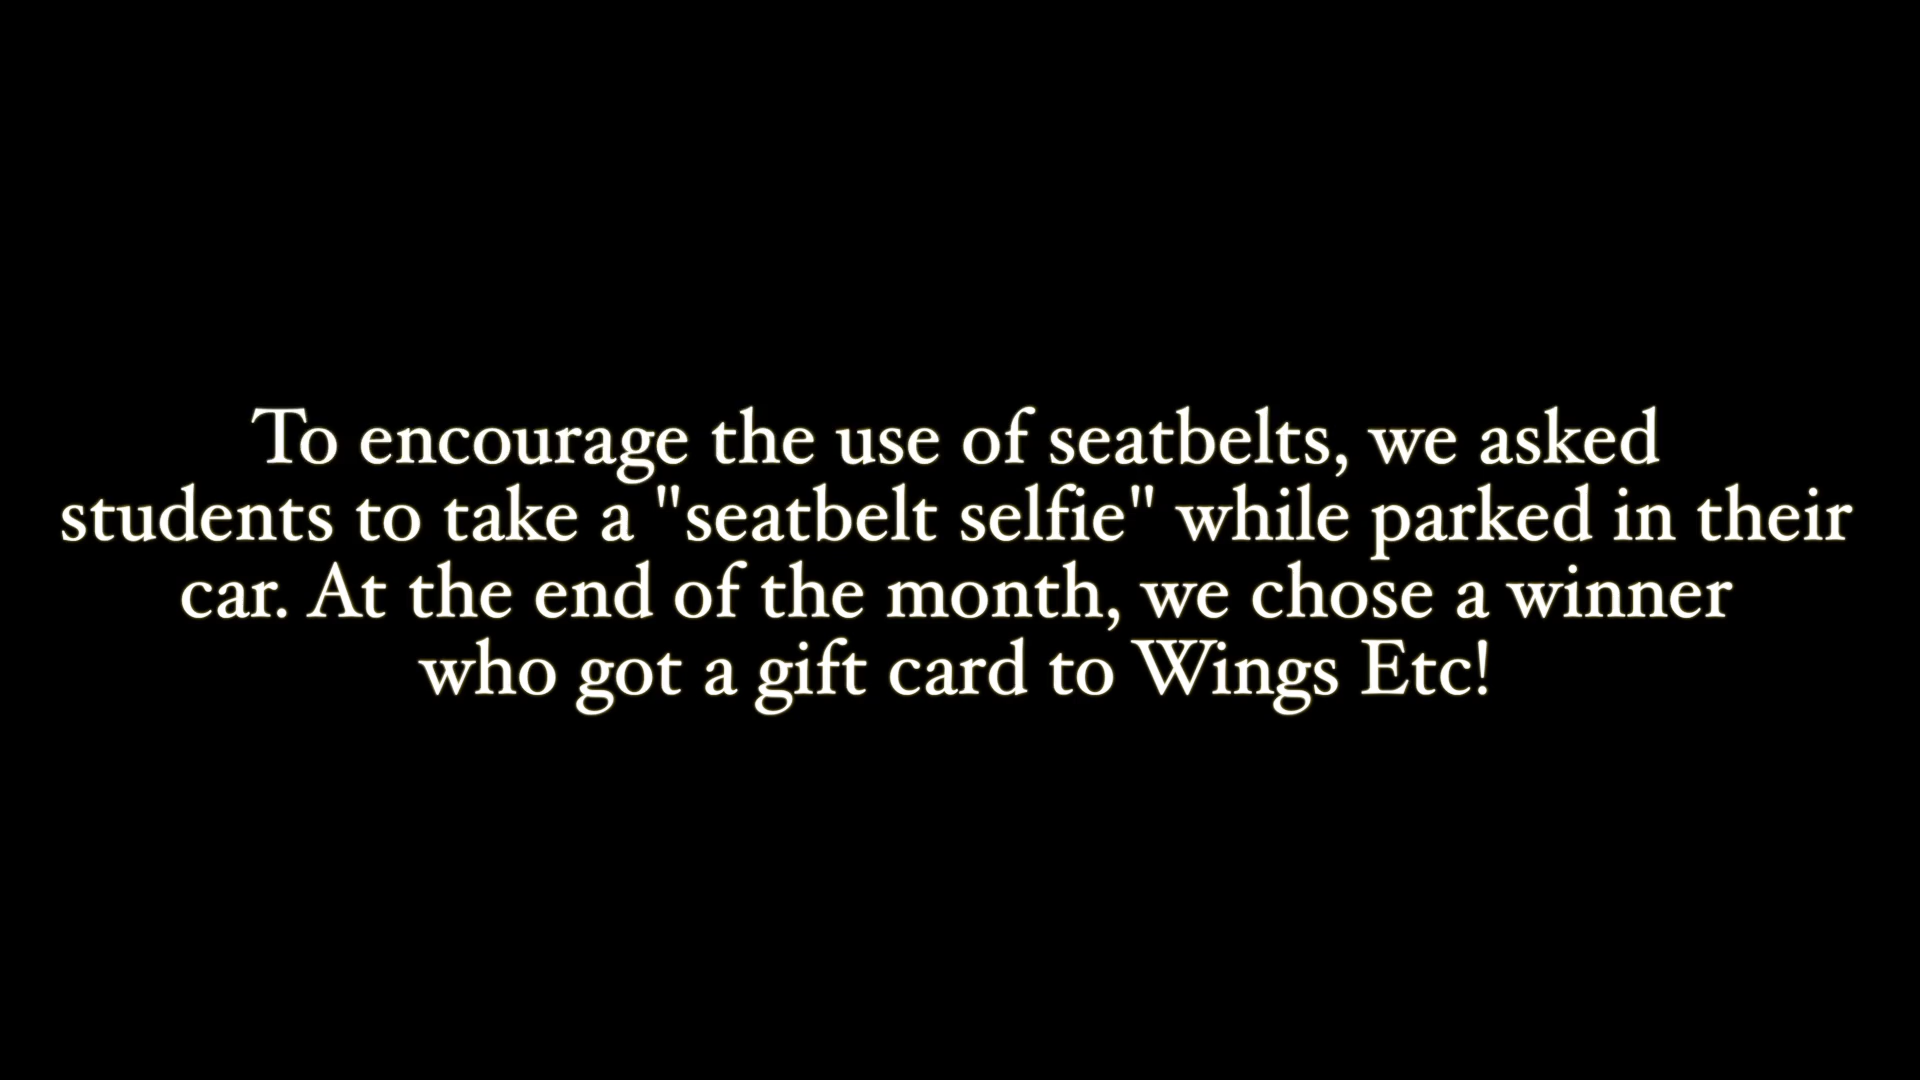 To encourage the use of seatbelts, we asked
students to take a "seatbelt selfie" while parked in their
car. At the end of the month, we chose a winner
who got a gift card to Wings Etc!